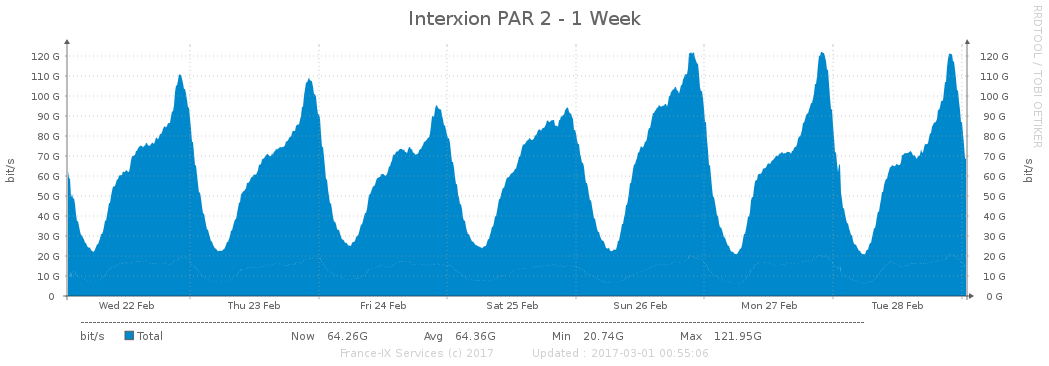 Interxion PAR 2 - 1 Week
RRDTOOL / TOBI OETIKER
bit/s
120 G 120 G
110 G 110 G
100 G 100 G
90 G 90 G
80 G 80 G
70 G 70 G
60 G 60 G
50 G 50 G
40 G 40 G
30 G 30 G
20 G 20 G
10 G 10 G
0 0 G
bit/s
Wed 22 Feb Thu 23 Feb Fri 24 Feb Sat 25 Feb Sun 26 Feb Mon 27 Feb Tue 28 Feb
bit/s Total Now 64.26G Avg 64.36G Min 20.74G Max 121.95G
France-IX Services (c) 2017 Updated : 2017-03-01 00:55:06